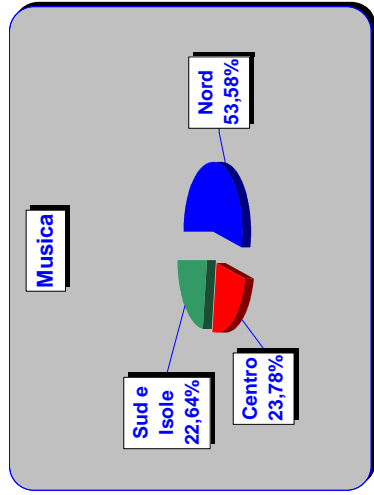 Musica
Nord
53,58%
Sud e
Isole
22,64%
Centro
23,78%